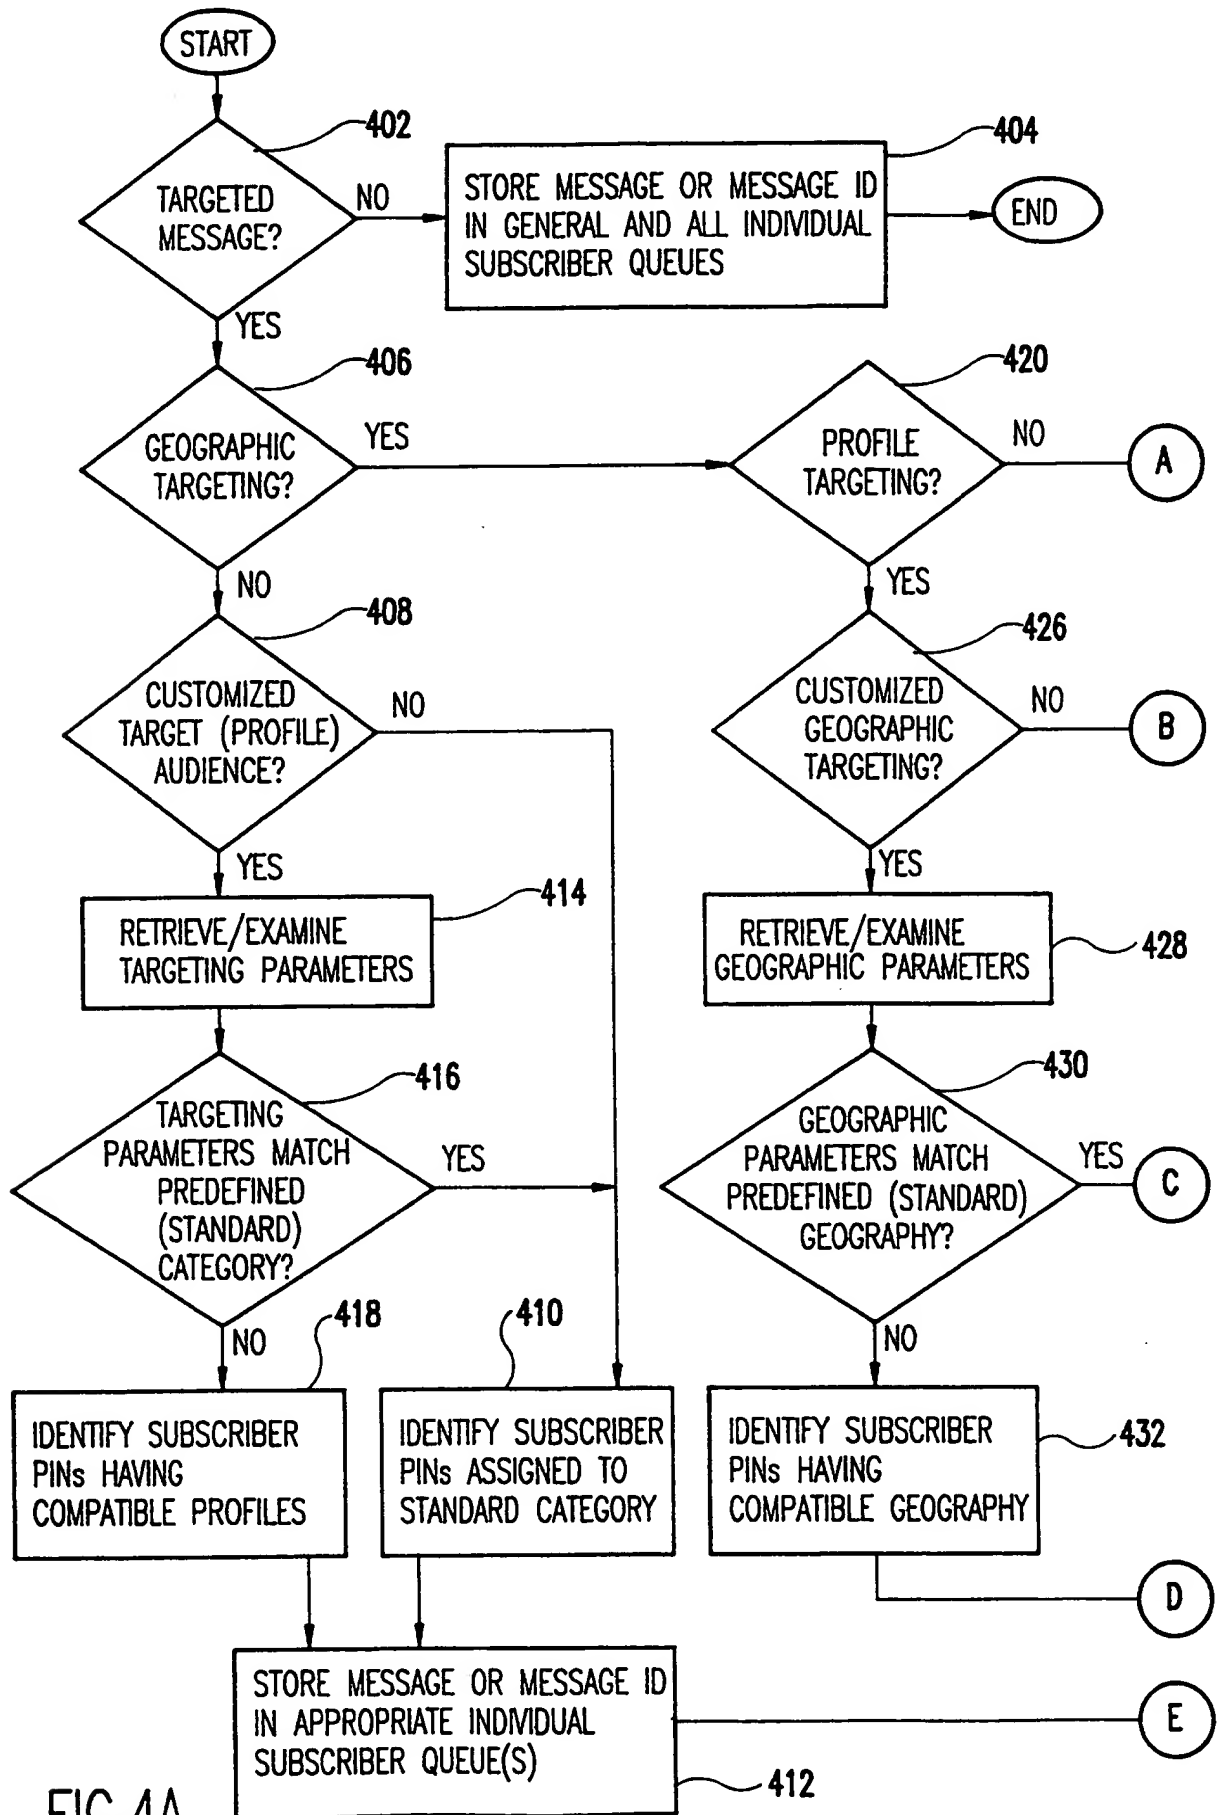 START
402
TARGETED
MESSAGE?
NO
404
STORE MESSAGE OR MESSAGE ID
IN GENERAL AND ALL INDIVIDUAL
SUBSCRIBER QUEUES
END
YES
406
GEOGRAPHIC
TARGETING?
YES
420
PROFILE
TARGETING?
NO
A
NO
408
CUSTOMIZED
TARGET (PROFILE)
AUDIENCE?
NO
YES
426
CUSTOMIZED
GEOGRAPHIC
TARGETING?
NO
B
YES
414
RETRIEVE/EXAMINE
TARGETING PARAMETERS
YES
RETRIEVE/EXAMINE
GEOGRAPHIC PARAMETERS
428
416
TARGETING
PARAMETERS MATCH
PREDEFINED
(STANDARD)
CATEGORY?
YES
430
GEOGRAPHIC
PARAMETERS MATCH
PREDEFINED (STANDARD)
GEOGRAPHY?
YES
C
NO
418
410
NO
IDENTIFY SUBSCRIBER
PINs HAVING
COMPATIBLE PROFILES
IDENTIFY SUBSCRIBER
PINs ASSIGNED TO
STANDARD CATEGORY
IDENTIFY SUBSCRIBER
PINs HAVING
COMPATIBLE GEOGRAPHY
432
D
STORE MESSAGE OR MESSAGE ID
IN APPROPRIATE INDIVIDUAL
SUBSCRIBER QUEUE(S)
E
412
FIG.4A